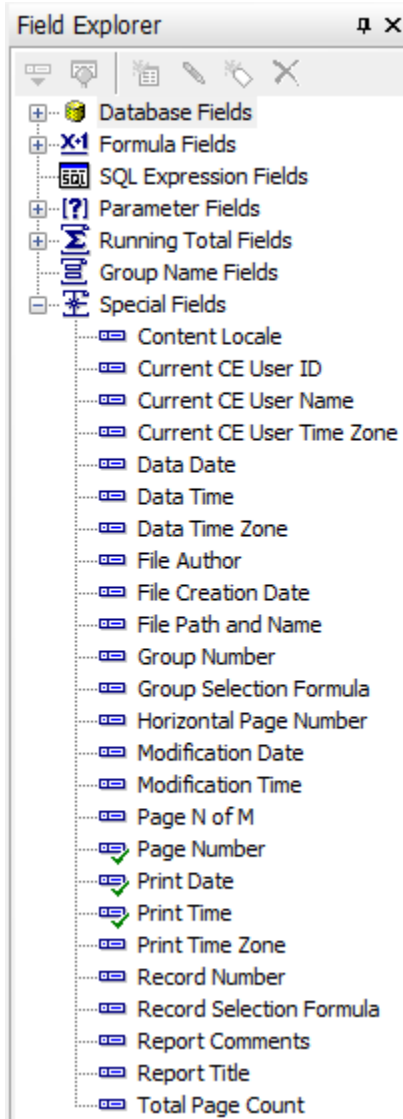 Field Explorer
Database Fields
Formula Fields
SQL Expression Fields
Parameter Fields
Running Total Fields
Group Name Fields
Special Fields
Content Locale
Current CE User ID
Current CE User Name
Current CE User Time Zone
Data Date
Data Time
Data Time Zone
File Author
File Creation Date
File Path and Name
Group Number
Group Selection Formula
Horizontal Page Number
Modification Date
Modification Time
Page N of M
Page Number
Print Date
Print Time
Print Time Zone
Record Number
Record Selection Formula
Report Comments
Report Title
Total Page Count